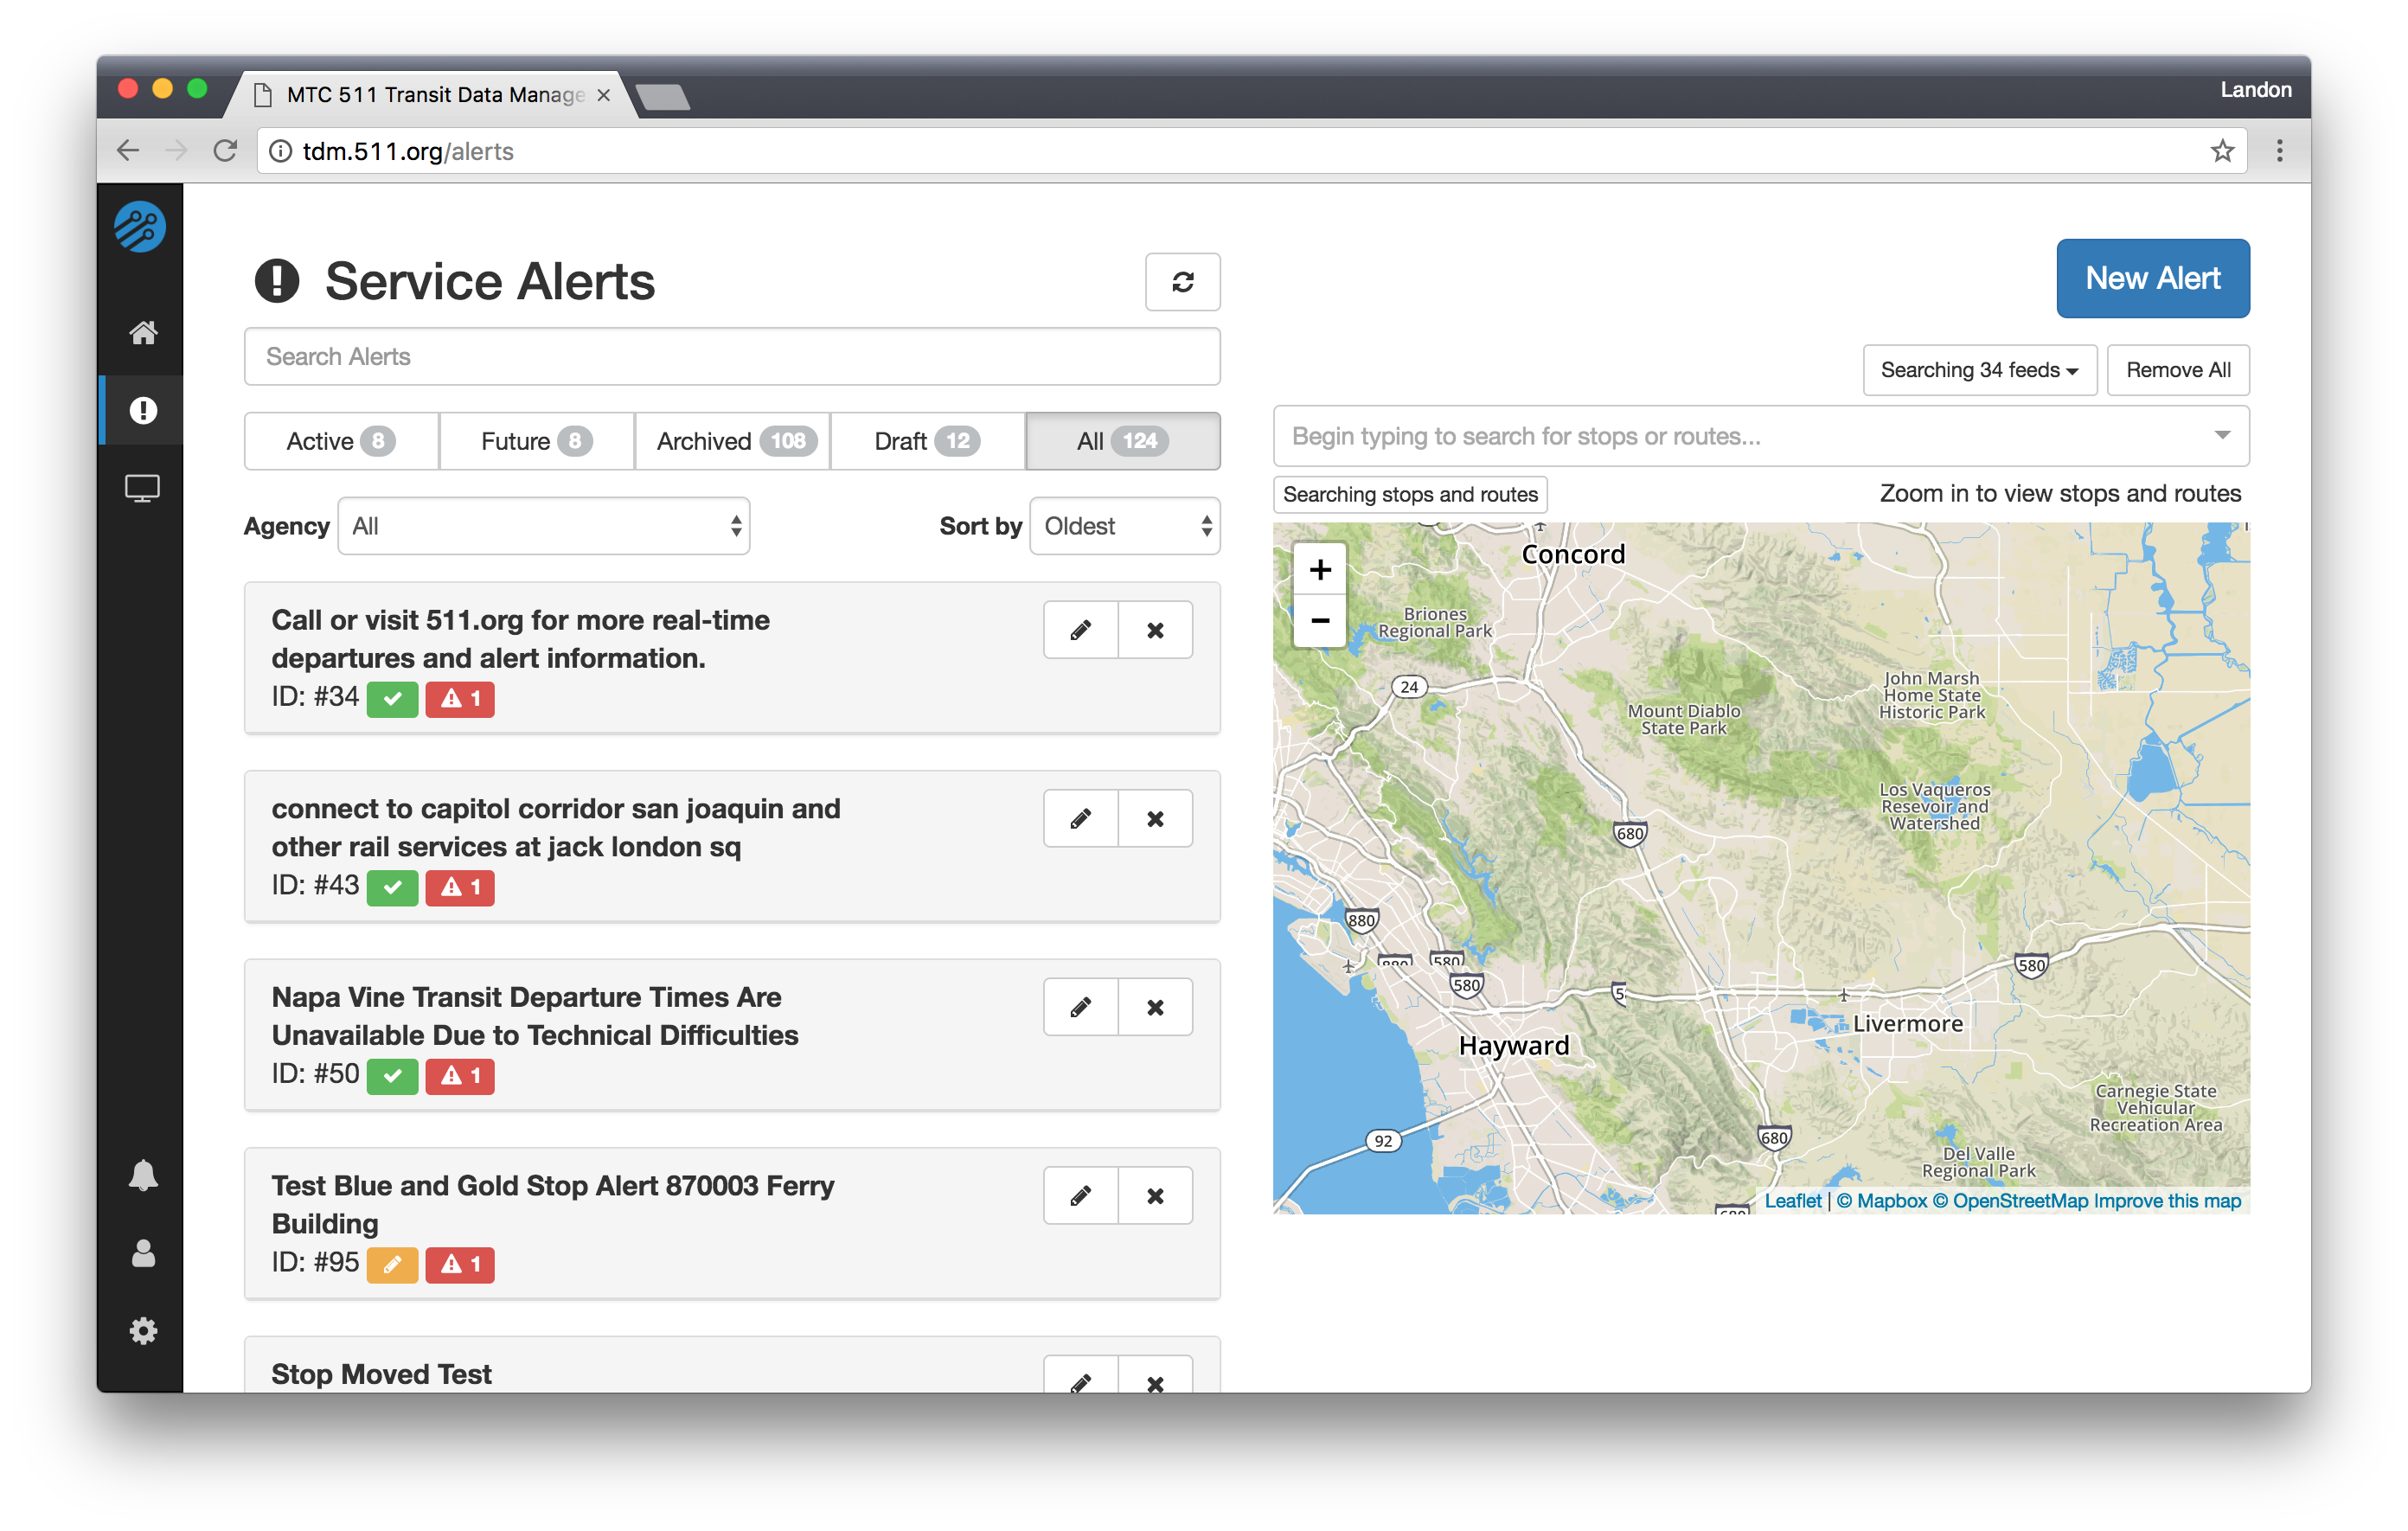 MTC 511 Transit Data Manage
Landon
tdm.511.org/alerts
Service Alerts
New Alert
Search Alerts
Searching 34 feeds
Remove All
Active 8
Future 8
Archived 108
Draft 12
All 124
Begin typing to search for stops or routes...
Searching stops and routes
Zoom in to view stops and routes
Agency All
Sort by Oldest
Call or visit 511.org for more real-time
departures and alert information.
ID: #34 1
connect to capitol corridor san joaquin and
other rail services at jack london sq
ID: #43 1
Napa Vine Transit Departure Times Are
Unavailable Due to Technical Difficulties
ID: #50 1
Test Blue and Gold Stop Alert 870003 Ferry
Building
ID: #95 1
Stop Moved Test
+
−
Concord
Briones
Regional Park
24
Mount Diablo
State Park
John Marsh
Home State
Historic Park
Los Vaqueros
Resevoir and
Watershed
680
880
880
580
580
5
580
Livermore
Hayward
Carnegie State
Vehicular
Recreation Area
92
680
Del Valle
Regional Park
680
Leaflet | © Mapbox © OpenStreetMap Improve this map